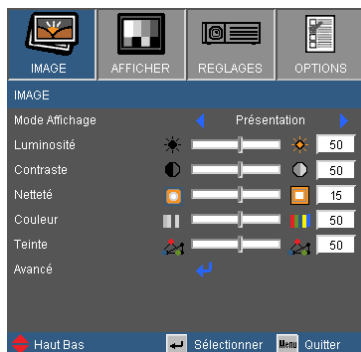 IMAGE AFFICHER REGLAGES OPTIONS
IMAGE
Mode Affichage Présentation
Luminosité 50
Contraste 50
Netteté 15
Couleur 50
Teinte 50
Avancé
Haut Bas Sélectionner Menu Quitter